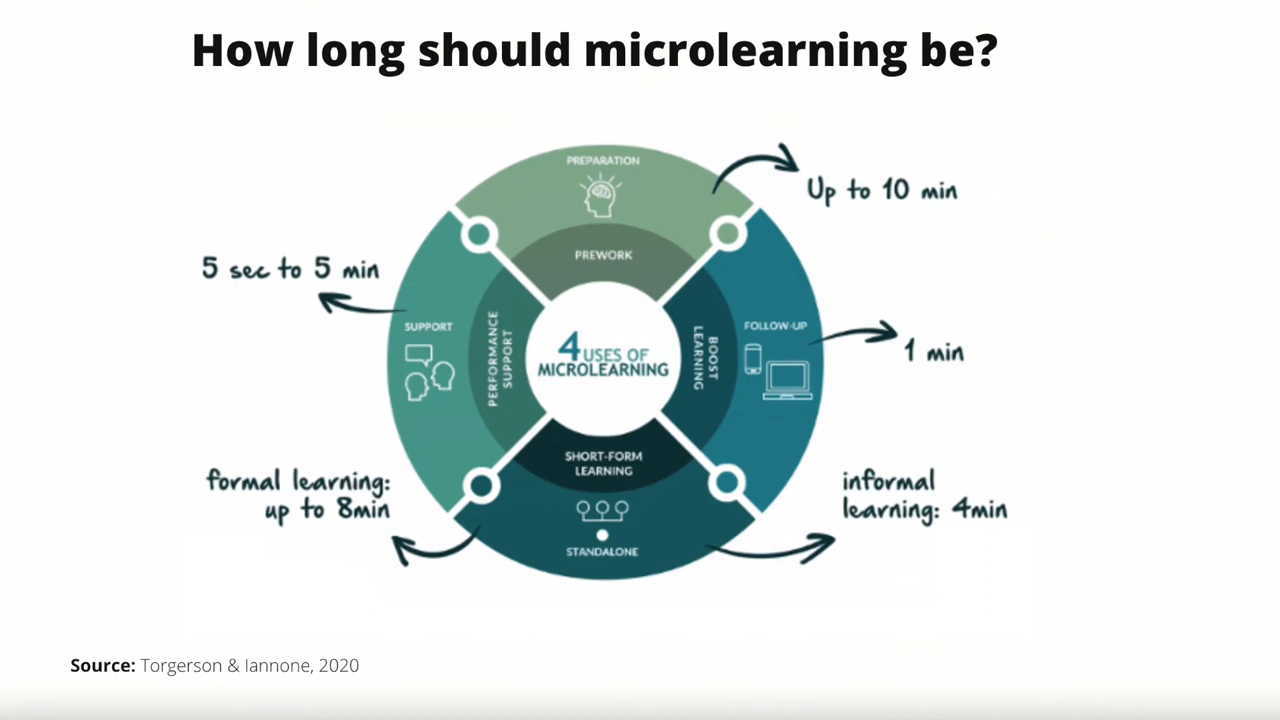 How long should microlearning be?
PREPARATION
Up to 10 min
PREWORK
5 sec to 5 min
SUPPORT
PERFORMANCE
SUPPORT
4 USES OF
MICROLEARNING
BOOST
LEARNING
FOLLOW-UP
1 min
SHORT-FORM
LEARNING
formal learning:
up to 8min
informal
learning: 4min
STANDALONE
Source: Torgerson & Iannone, 2020